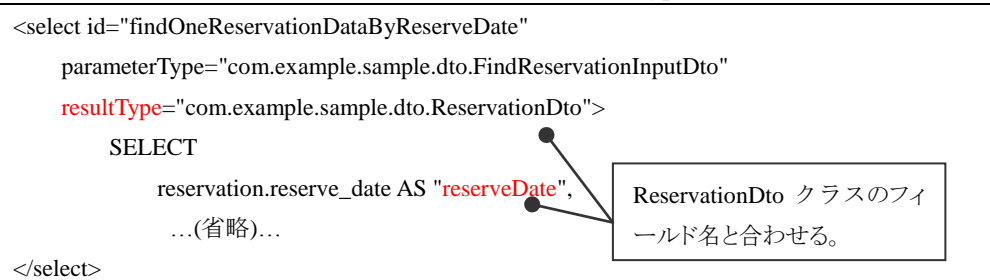 <select id="findOneReservationDataByReserveDate"
parameterType="com.example.sample.dto.FindReservationInputDto"
resultType="com.example.sample.dto.ReservationDto">
SELECT
reservation.reserve_date AS "reserveDate",
…(省略)…
</select>
ReservationDto クラスのフィ
ールド名と合わせる。